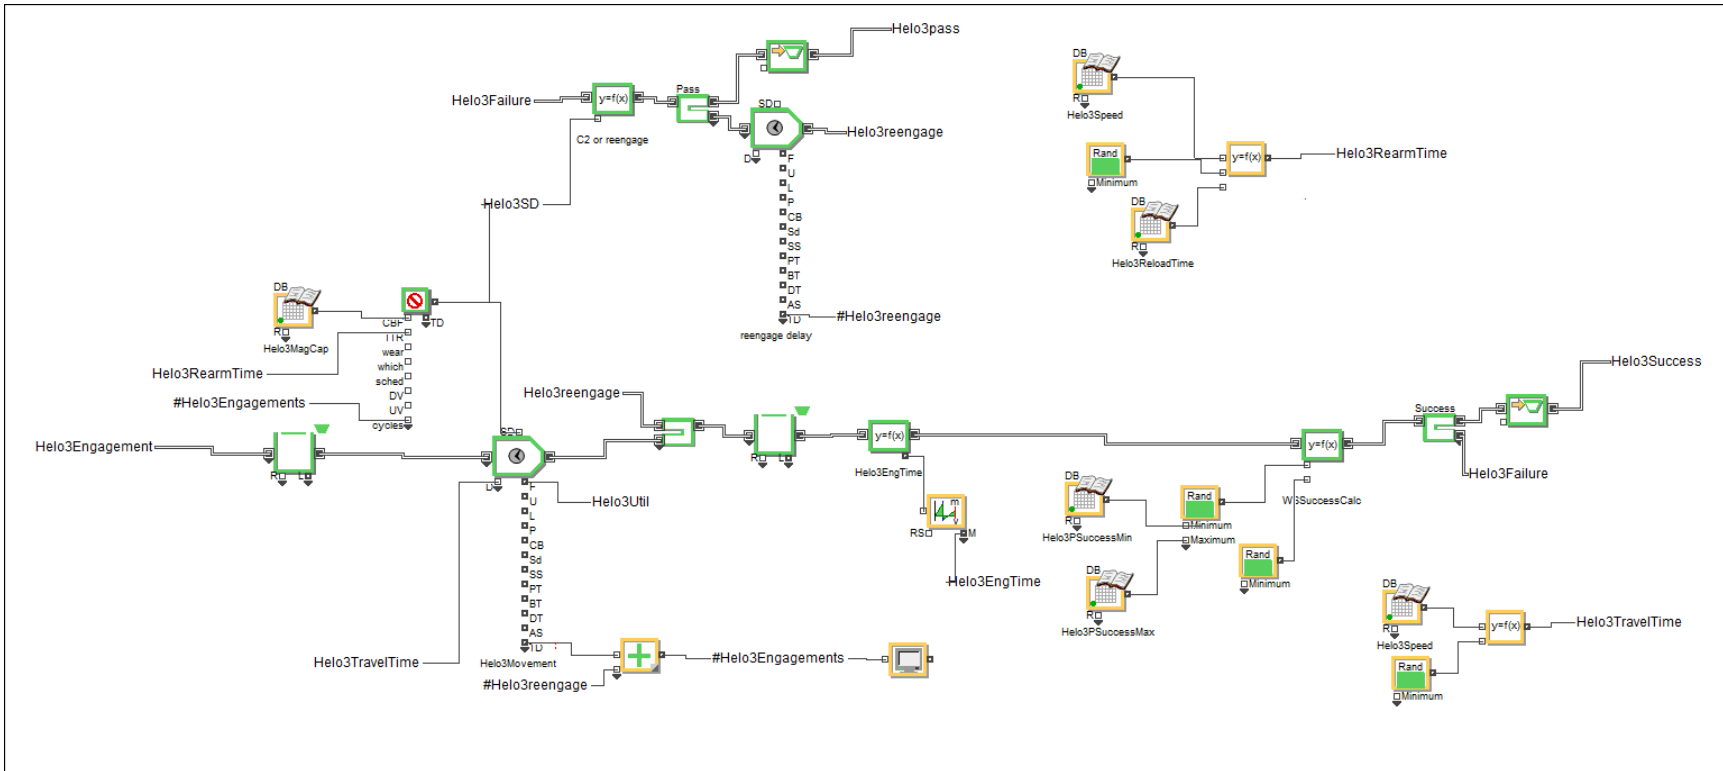 Helo3pass
DB
R
Helo3Speed
Pass
Helo3Failure
y=f(x)
C2 or reengage
SD
Helo3reengage
D
F
U
L
P
CB
Sd
SS
PT
BT
DT
AS
TD
#Helo3reengage
reengage delay
Rand
Minimum
y=f(x)
Helo3RearmTime
DB
R
Helo3ReloadTime
Helo3SD
DB
R
Helo3MagCap
CBF
TD
TTR
wear
which
sched
DV
UV
cycles
Helo3RearmTime
#Helo3Engagements
Helo3Engagement
R
L
SD
D
F
U
L
P
CB
Sd
SS
PT
BT
DT
AS
TD
Helo3Movement
Helo3Util
Helo3TravelTime
#Helo3reengage
#Helo3Engagements
Helo3reengage
R
L
y=f(x)
Helo3EngTime
m
v
RS
M
Helo3EngTime
DB
R
Helo3PSuccessMin
Rand
Minimum
Maximum
DB
R
Helo3PSuccessMax
Rand
Minimum
y=f(x)
WSSuccessCalc
Success
Helo3Success
Helo3Failure
DB
R
Helo3Speed
Rand
Minimum
y=f(x)
Helo3TravelTime